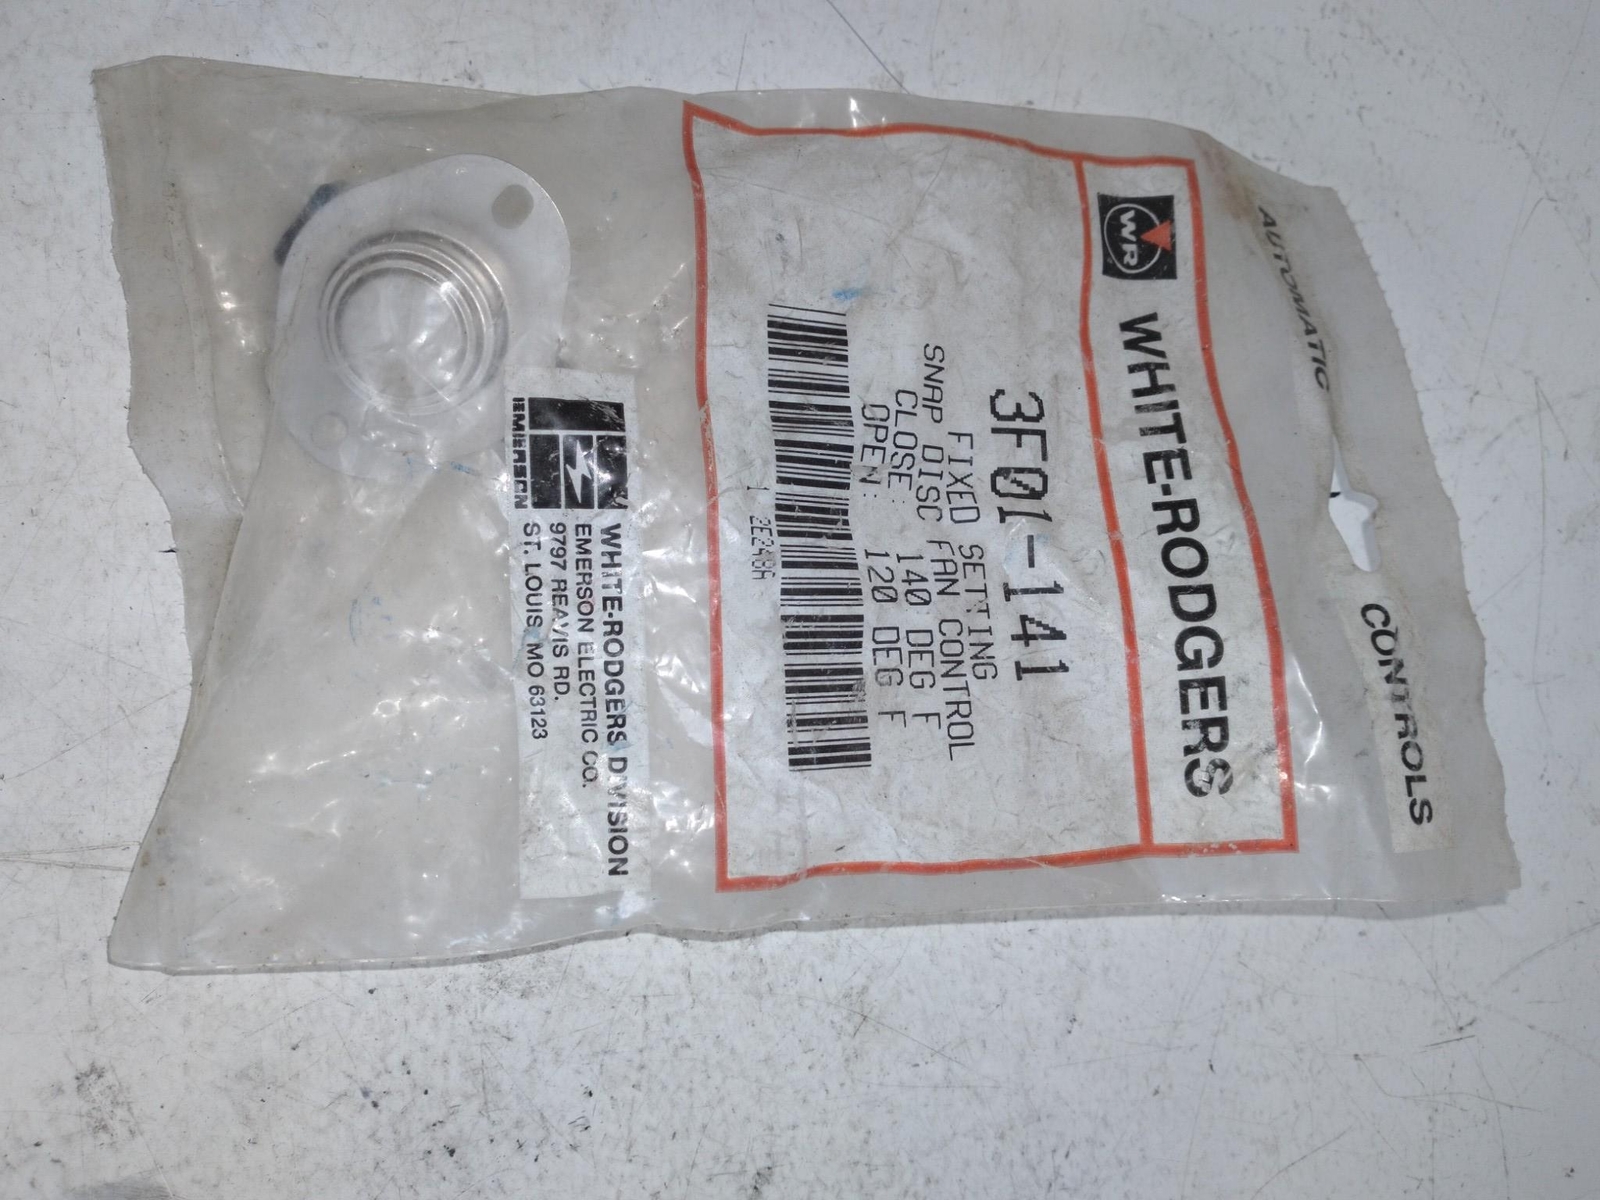 AUTOMATIC CONTROLS
WR
WHITE-RODGERS
3F01-141
FIXED SETTING
SNAP DISC FAN CONTROL
CLOSE: 140 DEG F
OPEN: 120 DEG F
1
EMERSON
WHITE-RODGERS DIVISION
EMERSON ELECTRIC CO.
9797 REAVIS RD.
ST. LOUIS, MO 63123